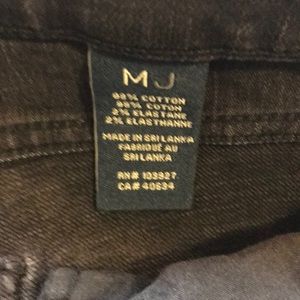 M J
98% COTTON
98% COTON
2% ELASTANE
2% ELASTHANNE
MADE IN SRI LANKA
FABRIQUÉ AU
SRI LANKA
RN# 103927
CA# 40634